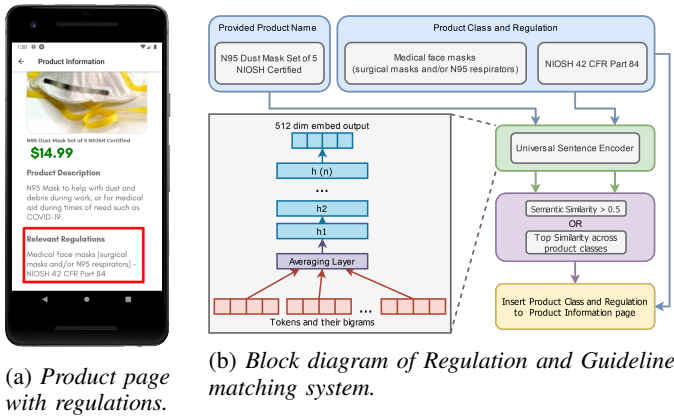 1:20
Product Information
N95 Dust Mask Set of 5 NIOSH Certified
$14.99
Product Description
N95 Mask to help with dust and
debris during work, or for medical
aid during times of need such as
COVID-19.
Relevant Regulations
Medical face masks (surgical
masks and/or N95 respirators) -
NIOSH 42 CFR Part 84
(a) Product page
with regulations.
Provided Product Name
N95 Dust Mask Set of 5
NIOSH Certified
Product Class and Regulation
Medical face masks
(surgical masks and/or N95 respirators)
NIOSH 42 CFR Part 84
512 dim embed output
h (n)
...
h2
h1
Averaging Layer
...
Tokens and their bigrams
Universal Sentence Encoder
Semantic Similarity > 0.5
OR
Top Similarity across
product classes
Insert Product Class and Regulation
to Product Information page
(b) Block diagram of Regulation and Guideline
matching system.